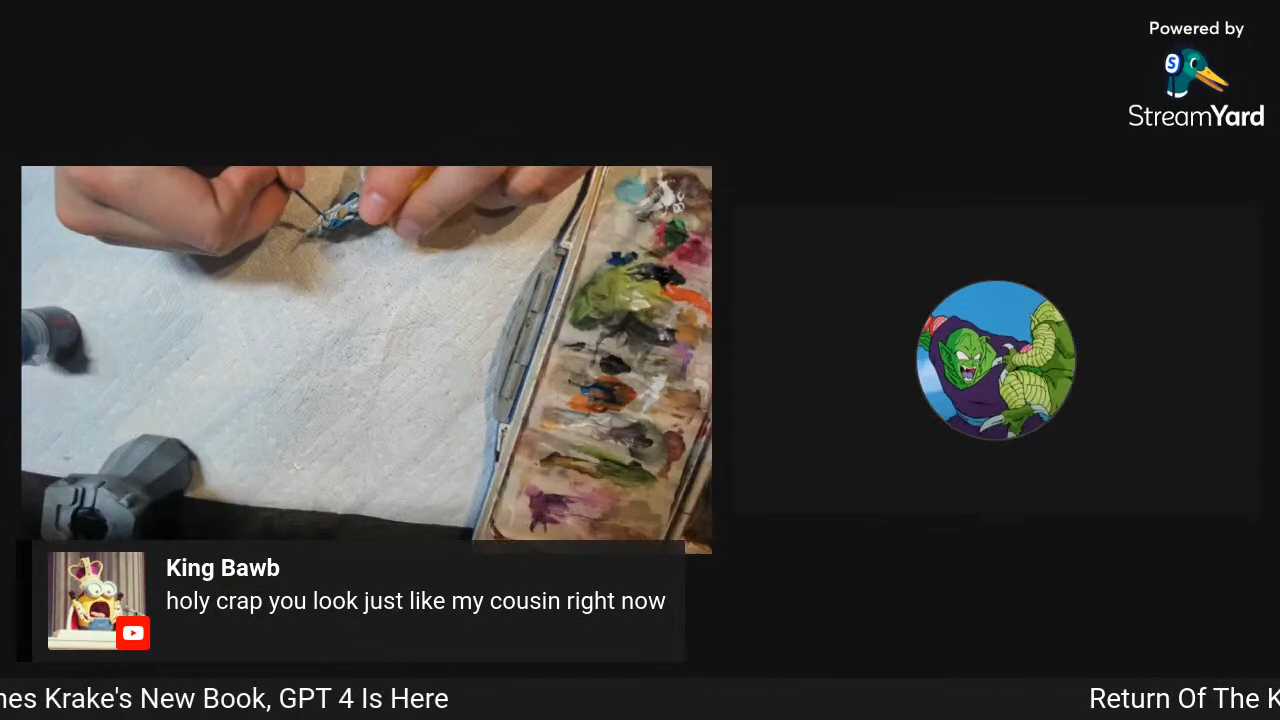 Powered by
S
StreamYard
King Bawb
holy crap you look just like my cousin right now
nes Krake's New Book, GPT 4 Is Here
Return Of The K